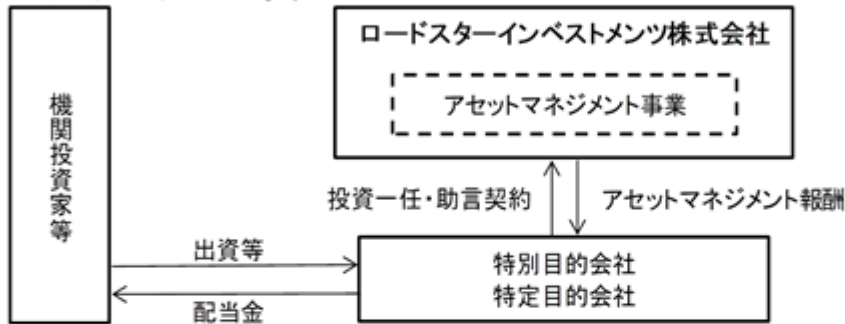 ロードスターインベストメンツ株式会社
アセットマネジメント事業
機関投資家等
投資一任・助言契約
アセットマネジメント報酬
出資等
配当金
特別目的会社
特定目的会社